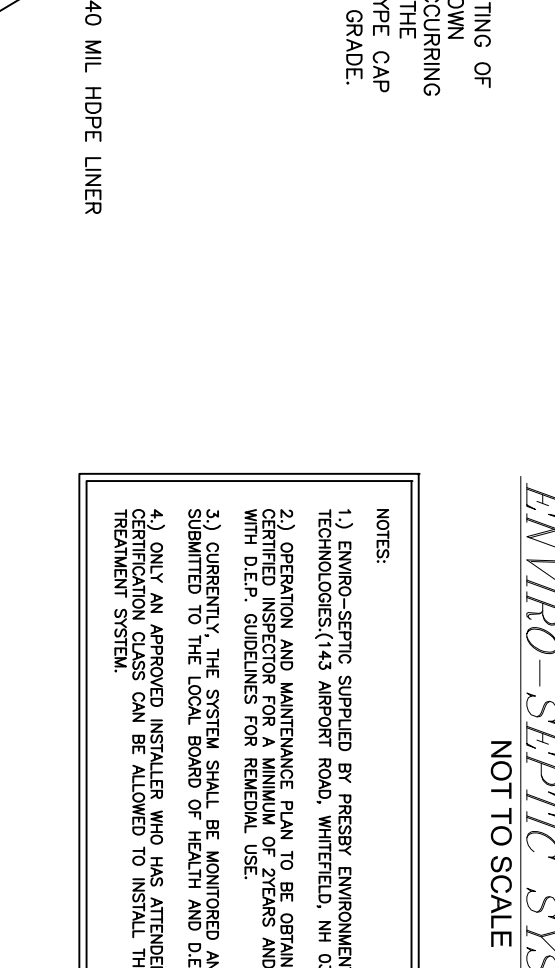 TING OF
OWN
CCURRING
THE
YPE CAP
GRADE.
40 MIL HDPE LINER
ENVIRO-SEPTIC SYS
NOT TO SCALE
NOTES:
1.) ENVIRO-SEPTIC SUPPLIED BY PRESBY ENVIRONMENT
TECHNOLOGIES.(143 AIRPORT ROAD, WHITEFIELD, NH 03
2.) OPERATION AND MAINTENANCE PLAN TO BE OBTAIN
CERTIFIED INSPECTOR FOR A MINIMUM OF 2YEARS AND
WITH D.E.P. GUIDELINES FOR REMEDIAL USE.
3.) CURRENTLY, THE SYSTEM SHALL BE MONITORED AN
SUBMITTED TO THE LOCAL BOARD OF HEALTH AND D.E
4.) ONLY AN APPROVED INSTALLER WHO HAS ATTENDED
CERTIFICATION CLASS CAN BE ALLOWED TO INSTALL TH
TREATMENT SYSTEM.